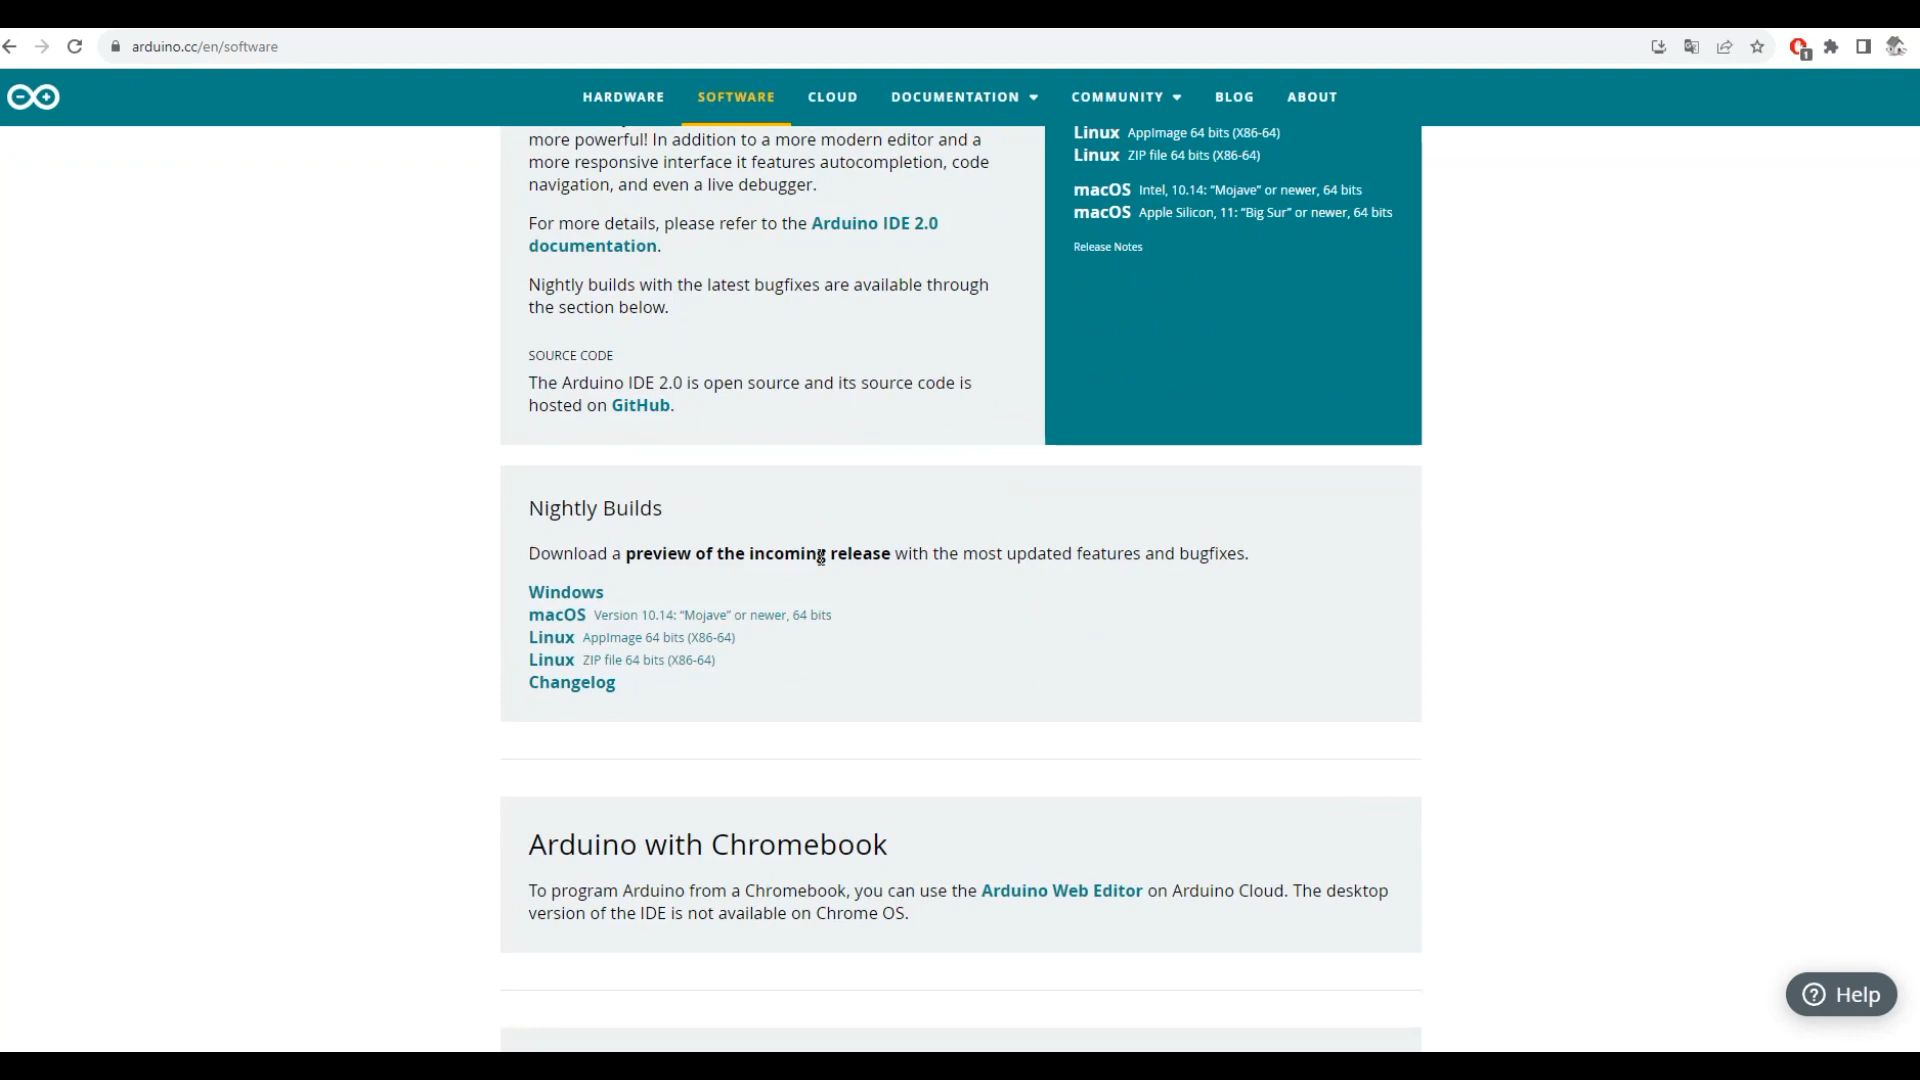 arduino.cc/en/software
1
HARDWARE SOFTWARE CLOUD DOCUMENTATION COMMUNITY BLOG ABOUT
more powerful! In addition to a more modern editor and a
more responsive interface it features autocompletion, code
navigation, and even a live debugger.
For more details, please refer to the Arduino IDE 2.0
documentation.
Nightly builds with the latest bugfixes are available through
the section below.
SOURCE CODE
The Arduino IDE 2.0 is open source and its source code is
hosted on GitHub.
Linux AppImage 64 bits (X86-64)
Linux ZIP file 64 bits (X86-64)
macOS Intel, 10.14: “Mojave” or newer, 64 bits
macOS Apple Silicon, 11: “Big Sur” or newer, 64 bits
Release Notes
Nightly Builds
Download a preview of the incoming release with the most updated features and bugfixes.
Windows
macOS Version 10.14: “Mojave” or newer, 64 bits
Linux AppImage 64 bits (X86-64)
Linux ZIP file 64 bits (X86-64)
Changelog
Arduino with Chromebook
To program Arduino from a Chromebook, you can use the Arduino Web Editor on Arduino Cloud. The desktop
version of the IDE is not available on Chrome OS.
Help